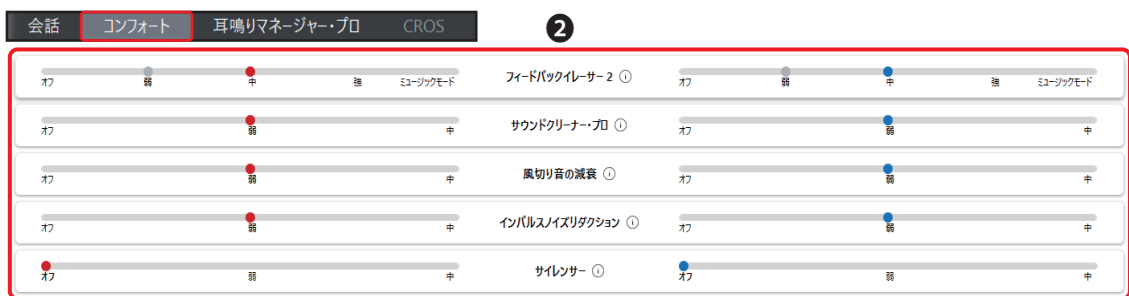 会話 コンフォート 耳鳴りマネージャー・プロ CROS ❷
オフ 弱 中 強 ミュージックモード フィードバックイレーサー 2 オフ 弱 中 強 ミュージックモード
オフ 弱 中 サウンドクリーナー・プロ オフ 弱 中
オフ 弱 中 風切り音の減衰 オフ 弱 中
オフ 弱 中 インパルスノイズリダクション オフ 弱 中
オフ 弱 中 サイレンサー オフ 弱 中